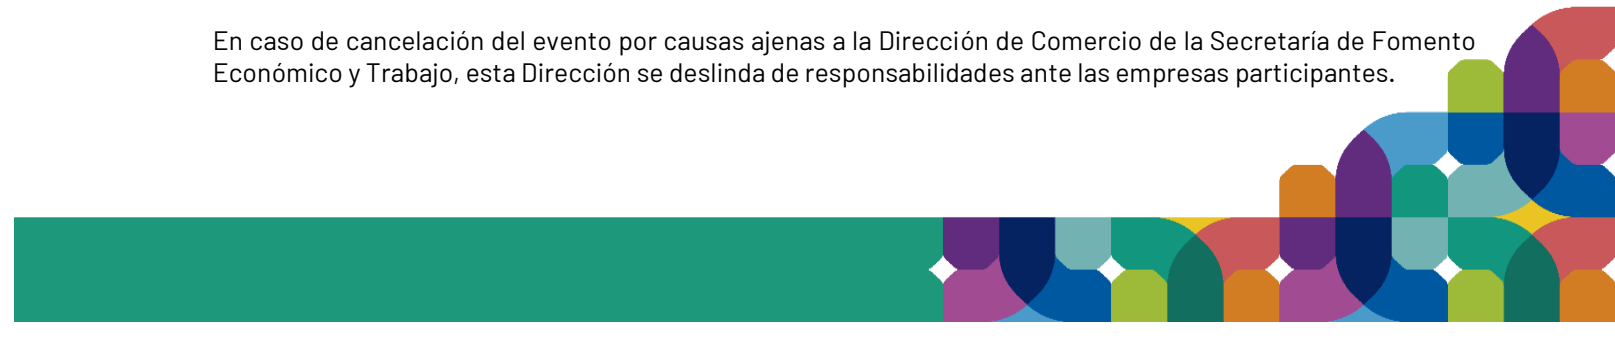 En caso de cancelación del evento por causas ajenas a la Dirección de Comercio de la Secretaría de Fomento
Económico y Trabajo, esta Dirección se deslinda de responsabilidades ante las empresas participantes.